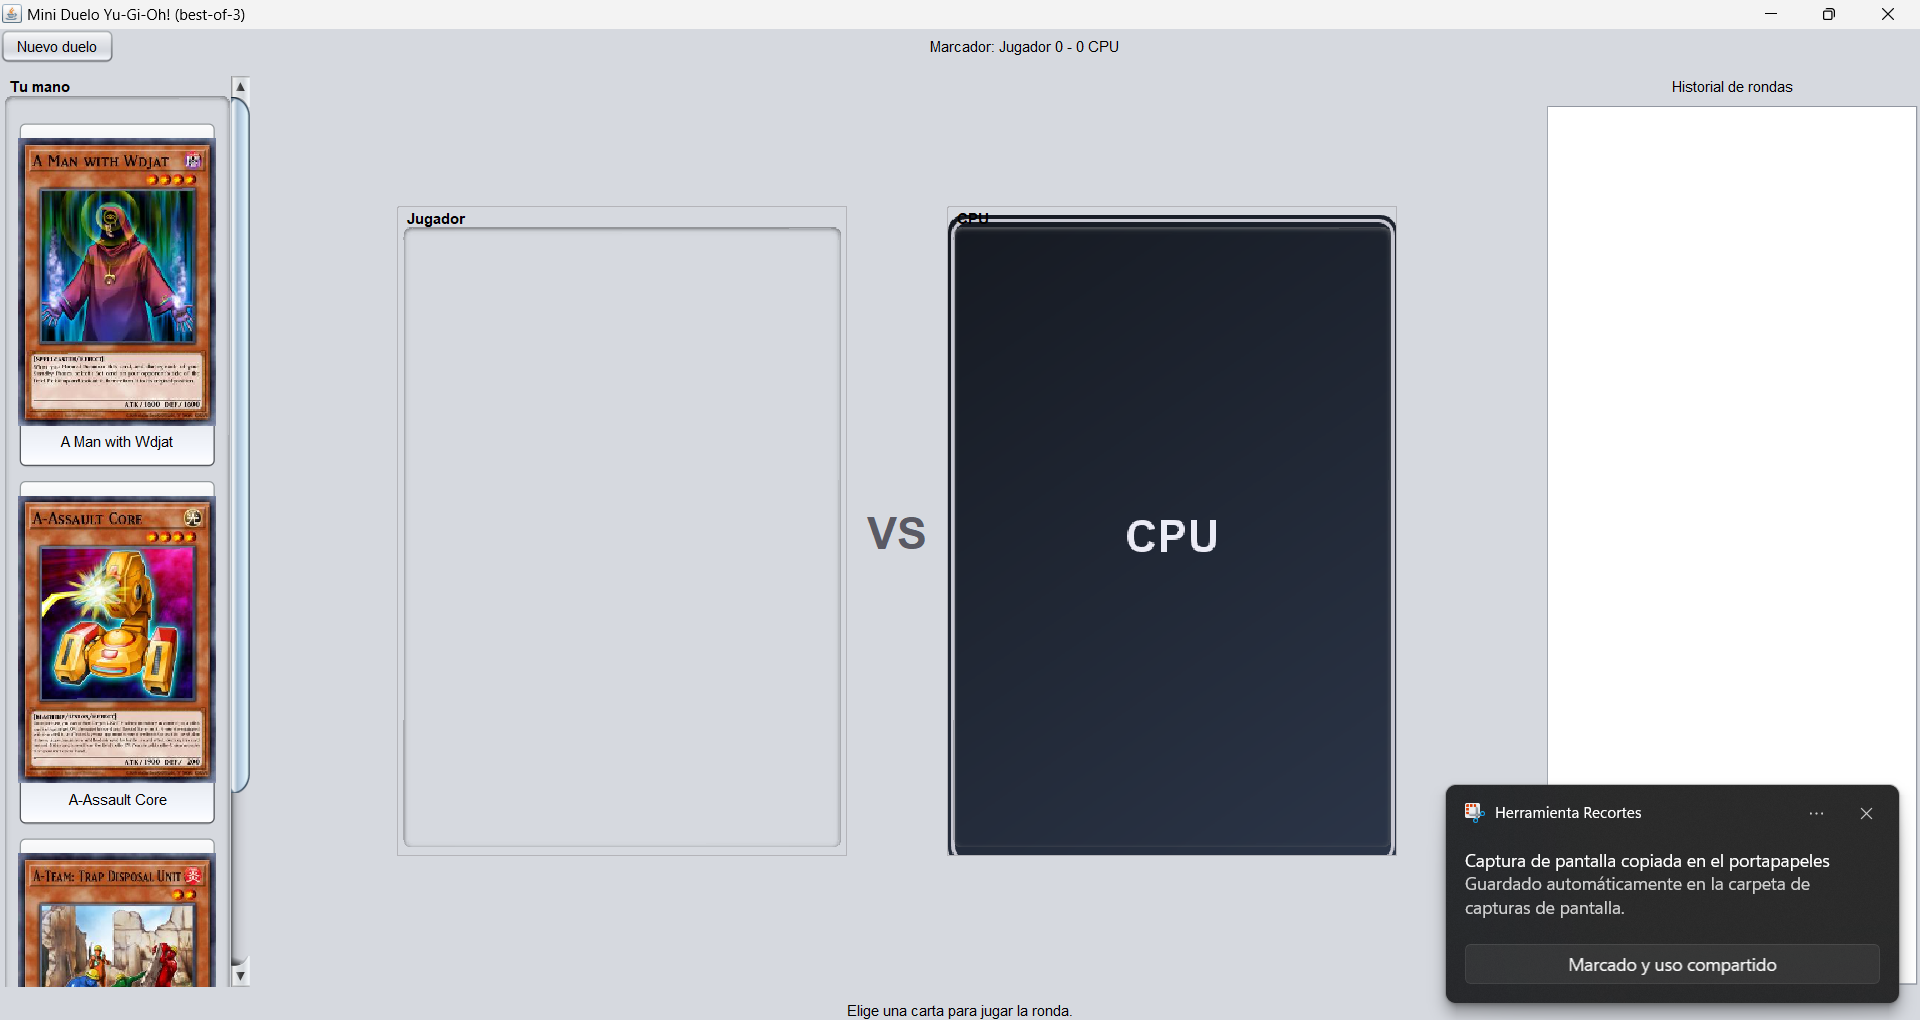 Mini Duelo Yu-Gi-Oh! (best-of-3)
Nuevo duelo
Marcador: Jugador 0 - 0 CPU
Tu mano
Historial de rondas
A Man with Wdjat
[Spellcaster/Effect]
ATK/1600 DEF/1600
A Man with Wdjat
A-Assault Core
ATK/1900 DEF/ 200
A-Assault Core
A-Team: Trap Disposal Unit
Jugador
VS
CPU
CPU
Herramienta Recortes
Captura de pantalla copiada en el portapapeles
Guardado automáticamente en la carpeta de
capturas de pantalla.
Marcado y uso compartido
Elige una carta para jugar la ronda.